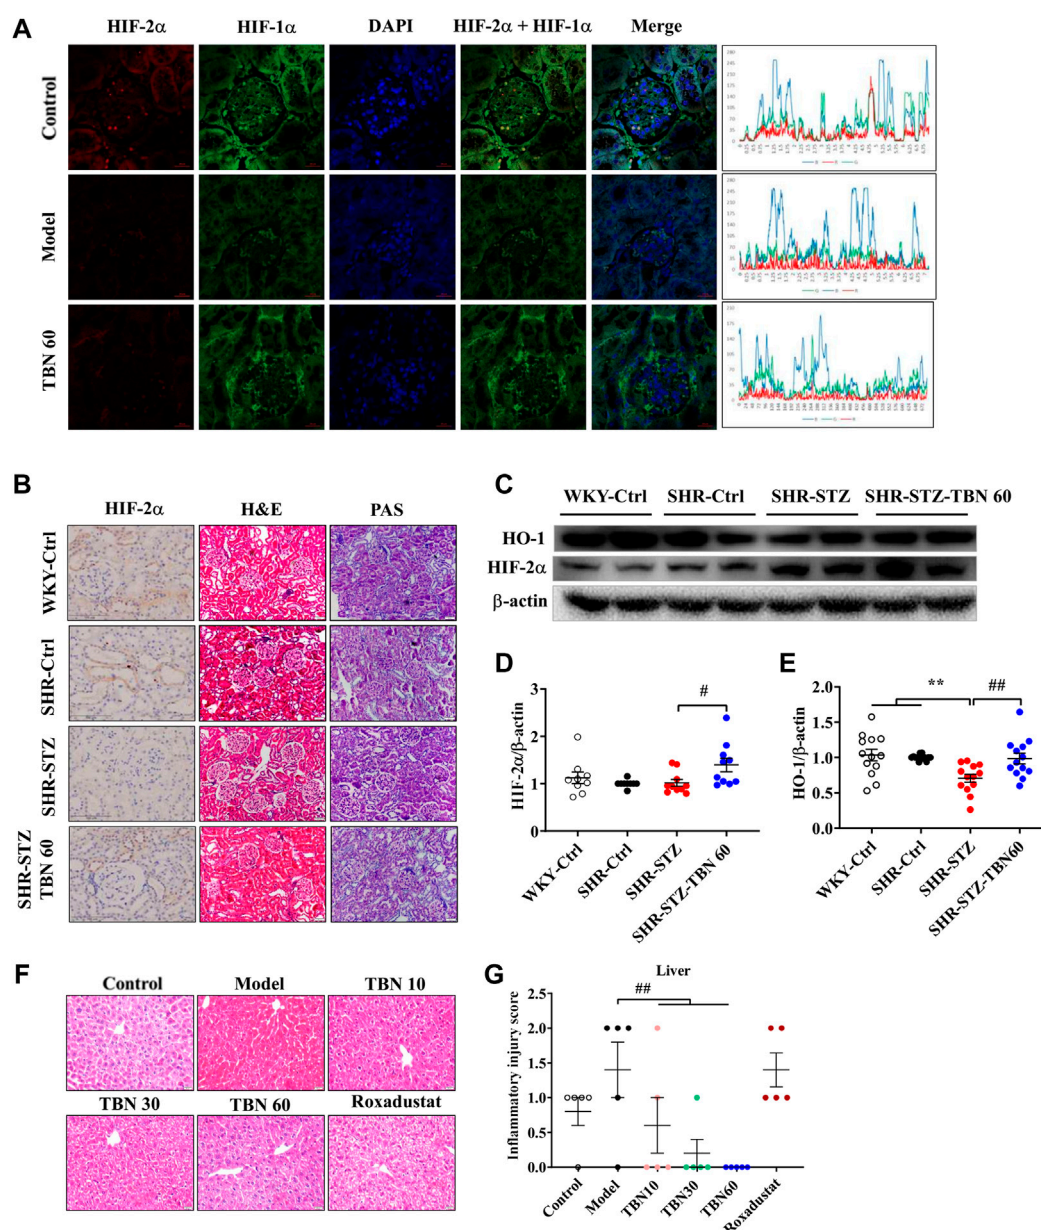 A
HIF-2α HIF-1α DAPI HIF-2α + HIF-1α Merge
Control
Model
TBN 60
B
HIF-2α H&E PAS
WKY-Ctrl
SHR-Ctrl
SHR-STZ
SHR-STZ
TBN 60
C
WKY-Ctrl SHR-Ctrl SHR-STZ SHR-STZ-TBN 60
HO-1
HIF-2α
β-actin
D
HIF-2α/β-actin
3
2
1
0
#
WKY-Ctrl
SHR-Ctrl
SHR-STZ
SHR-STZ-TBN 60
E
HO-1/β-actin
2.0
1.5
1.0
0.5
0.0
** ##
WKY-Ctrl
SHR-Ctrl
SHR-STZ
SHR-STZ-TBN60
F
Control Model TBN 10
TBN 30 TBN 60 Roxadustat
G
Liver
Inflammatory injury score
2.5
2.0
1.5
1.0
0.5
0.0
##
Control
Model
TBN10
TBN30
TBN60
Roxadustat